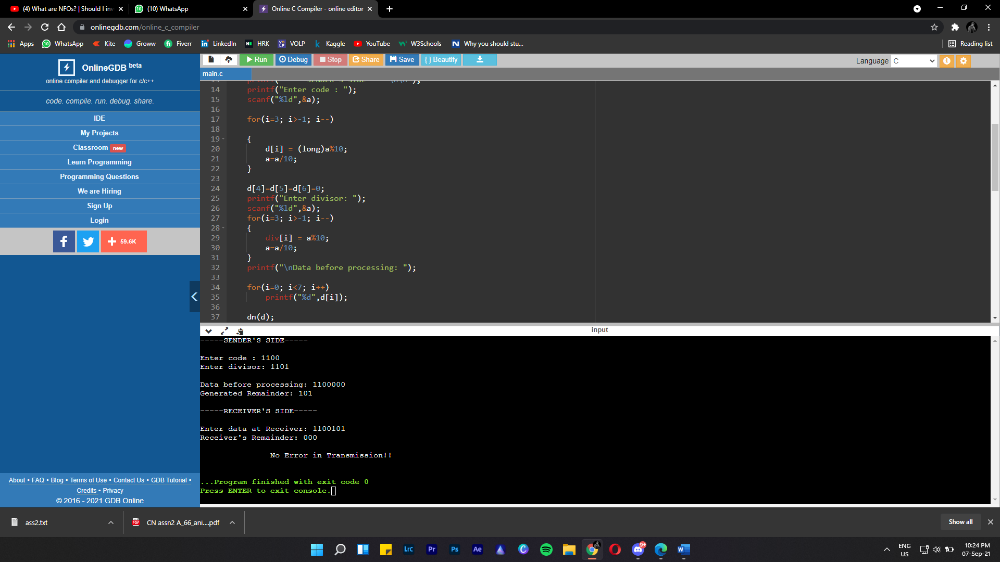 (4) What are NFOs? | Should I inv
(10) WhatsApp
Online C Compiler - online editor
onlinegdb.com/online_c_compiler
Apps
WhatsApp
Kite
Groww
Fiverr
LinkedIn
HRK
VOLP
Kaggle
YouTube
W3Schools
Why you should stu...
Reading list
OnlineGDB beta
online compiler and debugger for c/c++
code. compile. run. debug. share.
IDE
My Projects
Classroom new
Learn Programming
Programming Questions
We are Hiring
Sign Up
Login
59.6K
About • FAQ • Blog • Terms of Use • Contact Us • GDB Tutorial •
Credits • Privacy
© 2016 - 2021 GDB Online
Run
Debug
Stop
Share
Save
{ } Beautify
Language C
main.c
14 printf("Enter code : ");
15 scanf("%ld",&a);
16
17 for(i=3; i>-1; i--)
18
19 {
20 d[i] = (long)a%10;
21 a=a/10;
22 }
23
24 d[4]=d[5]=d[6]=0;
25 printf("Enter divisor: ");
26 scanf("%ld",&a);
27 for(i=3; i>-1; i--)
28 {
29 div[i] = a%10;
30 a=a/10;
31 }
32 printf("\nData before processing: ");
33
34 for(i=0; i<7; i++)
35 printf("%d",d[i]);
36
37 dn(d);
input
-----SENDER'S SIDE-----
Enter code : 1100
Enter divisor: 1101
Data before processing: 1100000
Generated Remainder: 101
-----RECEIVER'S SIDE-----
Enter data at Receiver: 1100101
Receiver's Remainder: 000
No Error in Transmission!!
...Program finished with exit code 0
Press ENTER to exit console.
ass2.txt
CN assn2 A_66_ani....pdf
Show all
Lrc
Pr
Ps
Ae
9+
ENG
US
10:24 PM
07-Sep-21